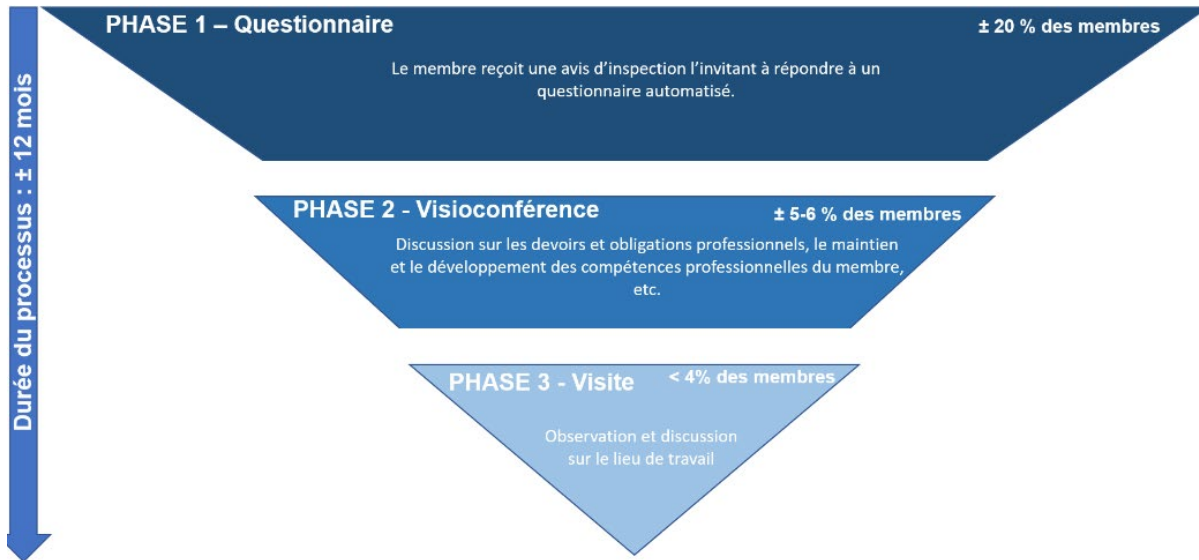 PHASE 1 – Questionnaire
± 20 % des membres
Le membre reçoit une avis d’inspection l’invitant à répondre à un
questionnaire automatisé.
Durée du processus : ± 12 mois
PHASE 2 - Visioconférence
± 5-6 % des membres
Discussion sur les devoirs et obligations professionnels, le maintien
et le développement des compétences professionnelles du membre,
etc.
PHASE 3 - Visite
< 4% des membres
Observation et discussion
sur le lieu de travail